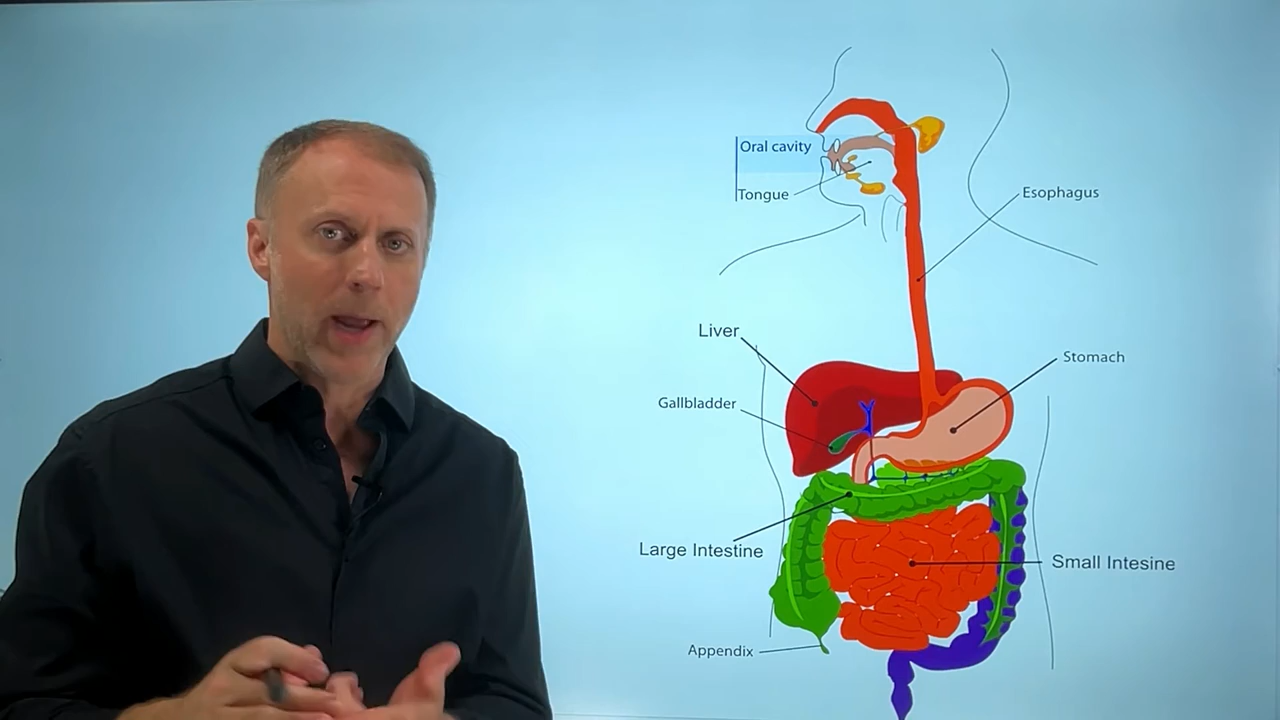 Oral cavity
Tongue
Esophagus
Liver
Stomach
Gallbladder
Large Intestine
Small Intesine
Appendix